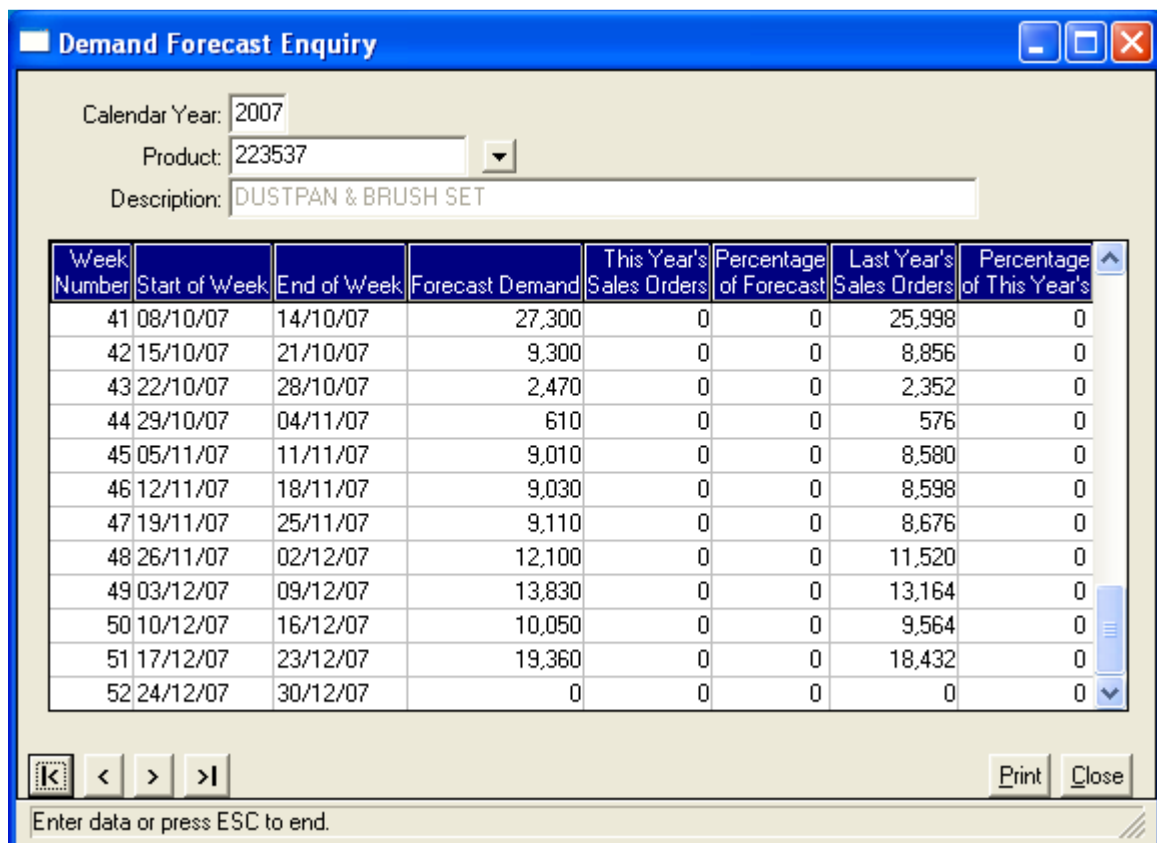 Demand Forecast Enquiry
Calendar Year: 2007
Product: 223537
Description: DUSTPAN & BRUSH SET
Week This Year's Percentage Last Year's Percentage
Number Start of Week End of Week Forecast Demand Sales Orders of Forecast Sales Orders of This Year's
41 08/10/07 14/10/07 27,300 0 0 25,998 0
42 15/10/07 21/10/07 9,300 0 0 8,856 0
43 22/10/07 28/10/07 2,470 0 0 2,352 0
44 29/10/07 04/11/07 610 0 0 576 0
45 05/11/07 11/11/07 9,010 0 0 8,580 0
46 12/11/07 18/11/07 9,030 0 0 8,598 0
47 19/11/07 25/11/07 9,110 0 0 8,676 0
48 26/11/07 02/12/07 12,100 0 0 11,520 0
49 03/12/07 09/12/07 13,830 0 0 13,164 0
50 10/12/07 16/12/07 10,050 0 0 9,564 0
51 17/12/07 23/12/07 19,360 0 0 18,432 0
52 24/12/07 30/12/07 0 0 0 0 0
Print Close
Enter data or press ESC to end.